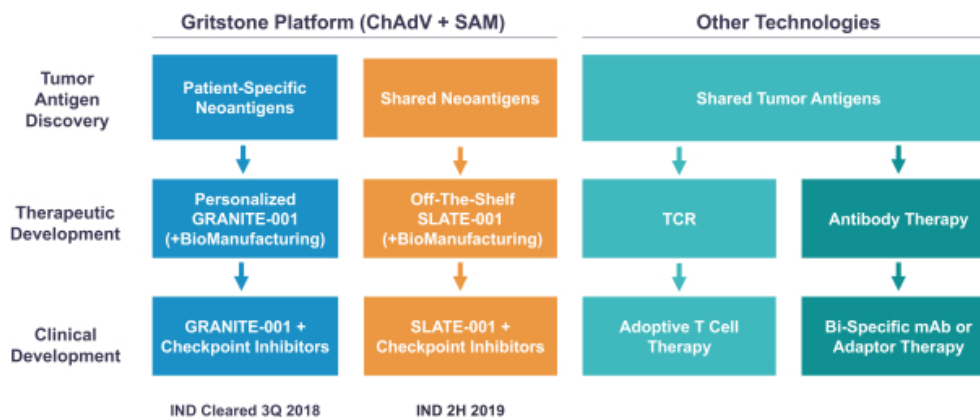 Gritstone Platform (ChAdV + SAM)
Other Technologies
Tumor
Antigen
Discovery
Patient-Specific
Neoantigens
Shared Neoantigens
Shared Tumor Antigens
Therapeutic
Development
Personalized
GRANITE-001
(+BioManufacturing)
Off-The-Shelf
SLATE-001
(+BioManufacturing)
TCR
Antibody Therapy
Clinical
Development
GRANITE-001 +
Checkpoint Inhibitors
SLATE-001 +
Checkpoint Inhibitors
Adoptive T Cell
Therapy
Bi-Specific mAb or
Adaptor Therapy
IND Cleared 3Q 2018
IND 2H 2019